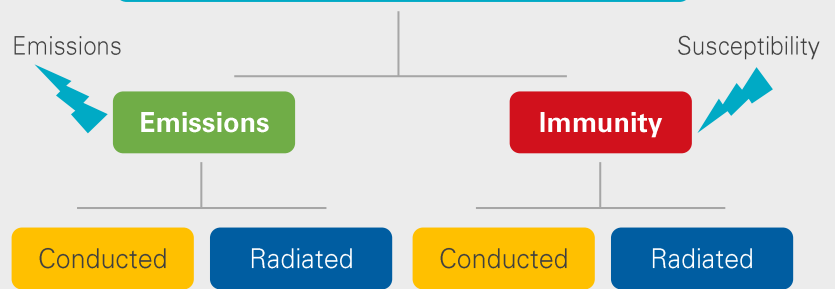 Emissions
Susceptibility
Emissions
Immunity
Conducted
Radiated
Conducted
Radiated